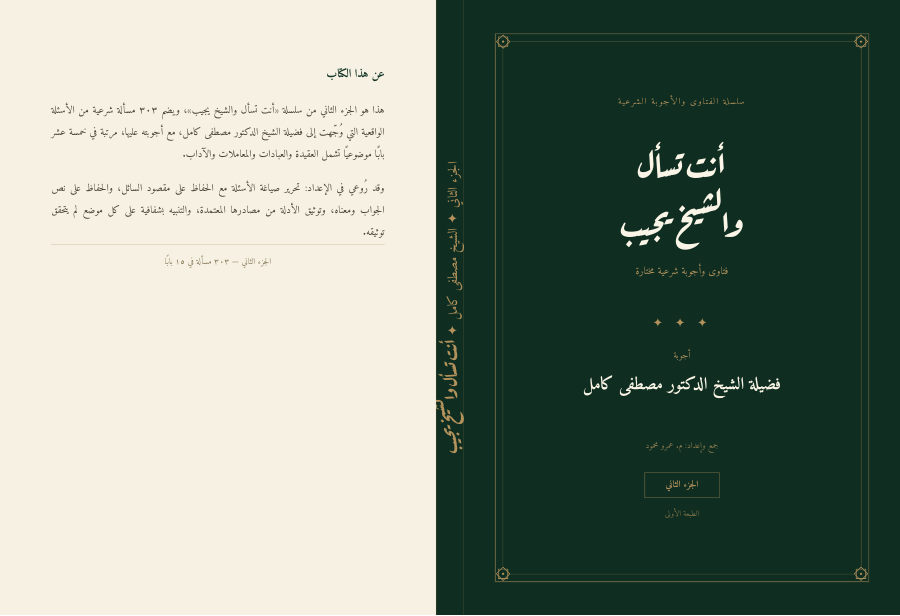 سلسلة الفتاوى والأجوبة الشرعية
أنت تسأل
والشيخ يجيب
فتاوى وأجوبة شرعية مختارة
✦ ✦ ✦
أجوبة
فضيلة الشيخ الدكتور مصطفى كامل
جمع وإعداد: م. عمرو محمود
الجزء الثاني
الطبعة الأولى
أنت تسأل والشيخ يجيب ✦ الشيخ مصطفى كامل ✦ الجزء الثاني
عن هذا الكتاب
هذا هو الجزء الثاني من سلسلة «أنت تسأل والشيخ يجيب»، ويضم ٣٠٣ مسألة شرعية من الأسئلة
الواقعية التي وُجّهت إلى فضيلة الشيخ الدكتور مصطفى كامل، مع أجوبته عليها، مرتبة في خمسة عشر
بابًا موضوعيًا تشمل العقيدة والعبادات والمعاملات والآداب.
وقد رُوعي في الإعداد: تحرير صياغة الأسئلة مع الحفاظ على مقصود السائل، والحفاظ على نص
الجواب ومعناه، وتوثيق الأدلة من مصادرها المعتمدة، والتنبيه بشفافية على كل موضع لم يتحقق
توثيقه.
الجزء الثاني — ٣٠٣ مسألة في ١٥ بابًا